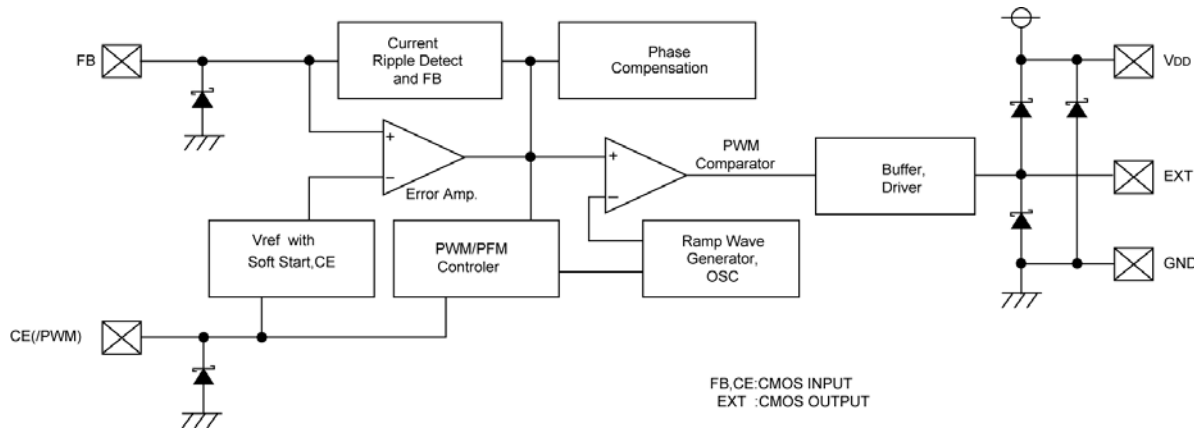 FB
Current
Ripple Detect
and FB
Phase
Compensation
VDD
+
−
Error Amp.
+
−
PWM
Comparator
Buffer,
Driver
EXT
Vref with
Soft Start,CE
PWM/PFM
Controler
Ramp Wave
Generator,
OSC
GND
CE(/PWM)
FB,CE:CMOS INPUT
EXT :CMOS OUTPUT